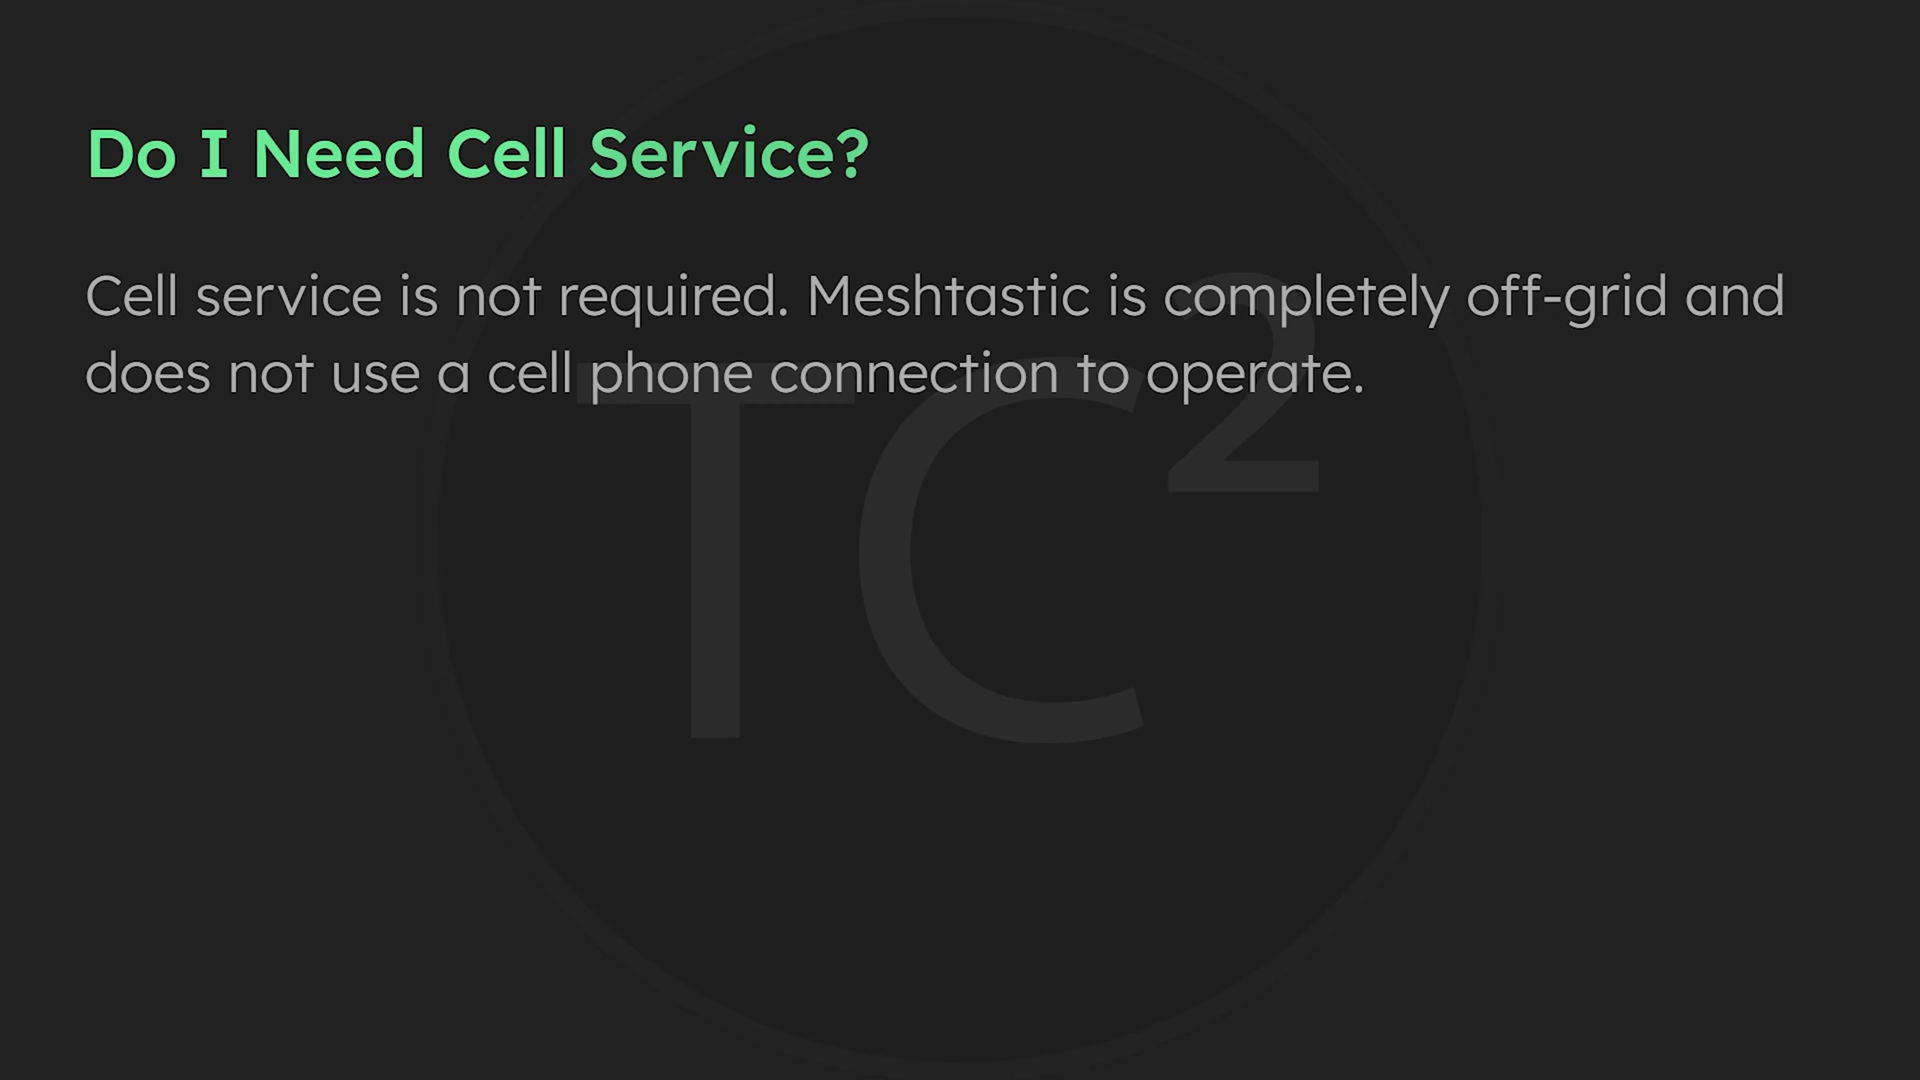 Do I Need Cell Service?
Cell service is not required. Meshtastic is completely off-grid and
does not use a cell phone connection to operate.
TC²